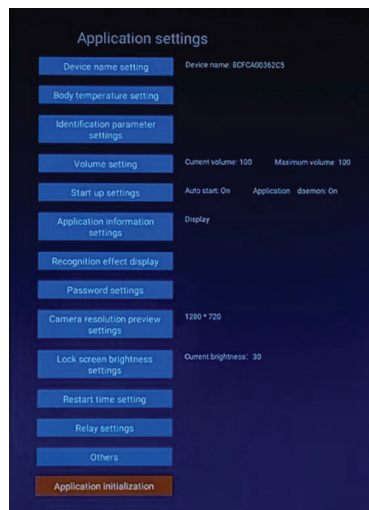 Application settings
Device name setting
Device name: 8CFCA00362C5
Body temperature setting
Identification parameter
settings
Volume setting
Current volume: 100 Maximum volume: 100
Start up settings
Auto start: On Application daemon: On
Application information
settings
Display
Recognition effect display
Password settings
Camera resolution preview
settings
1280 * 720
Lock screen brightness
settings
Current brightness: 30
Restart time setting
Relay settings
Others
Application initialization